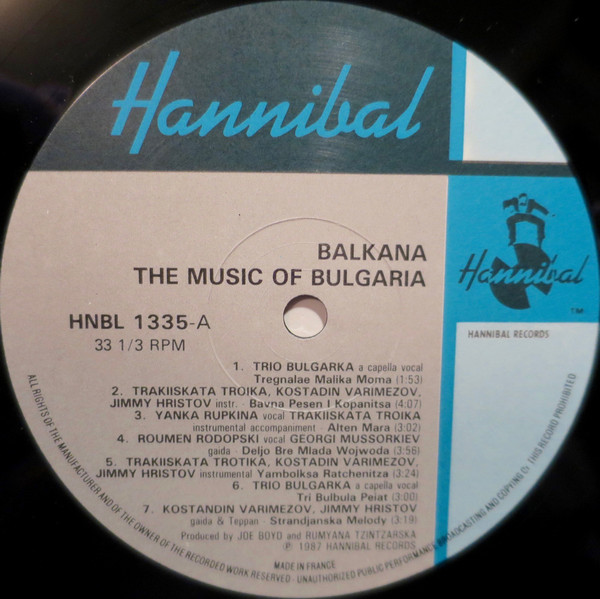 Hannibal
BALKANA
THE MUSIC OF BULGARIA
Hannibal
TM
HNBL 1335-A
33 1/3 RPM
HANNIBAL RECORDS
1. TRIO BULGARKA a capella vocal
Tregnalae Malika Moma (1:53)
2. TRAKIISKATA TROIKA, KOSTADIN VARIMEZOV,
JIMMY HRISTOV instr. - Bavna Pesen I Kopanitsa (4:07)
3. YANKA RUPKINA vocal TRAKIISKATA TROIKA
instrumental accompaniment - Alten Mara (3:02)
4. ROUMEN RODOPSKI vocal GEORGI MUSSORKIEV
gaida - Deljo Bre Mlada Wojwoda (3:56)
5. TRAKIISKATA TROTIKA, KOSTADIN VARIMEZOV,
JIMMY HRISTOV instrumental Yambolksa Ratchenitza (3:24)
6. TRIO BULGARKA a capella vocal
Tri Bulbula Peiat (3:00)
7. KOSTANDIN VARIMEZOV, JIMMY HRISTOV
gaida & Teppan - Strandjanska Melody (3:19)
Produced by JOE BOYD and RUMYANA TZINTZARSKA
℗ 1987 HANNIBAL RECORDS
MADE IN FRANCE
ALL RIGHTS OF THE MANUFACTURER AND OF THE OWNER OF THE RECORDED WORK RESERVED - UNAUTHORIZED PUBLIC PERFORMANCE BROADCASTING AND COPYING OF THIS RECORD PROHIBITED